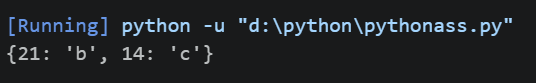 [Running] python -u "d:\python\pythonass.py"
{21: 'b', 14: 'c'}